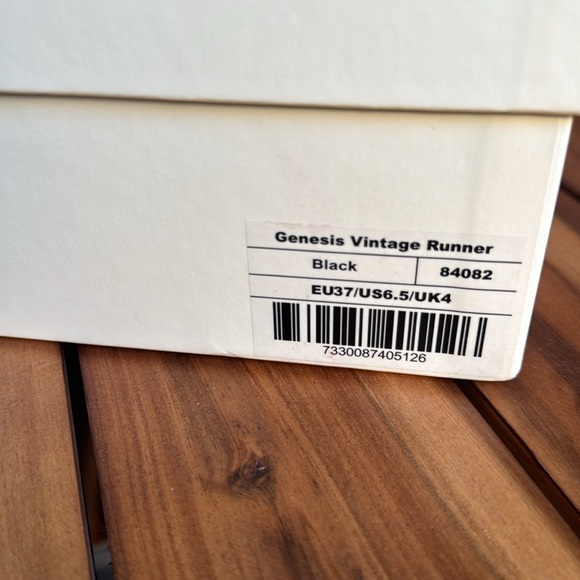 Genesis Vintage Runner
Black 84082
EU37/US6.5/UK4
7330087405126